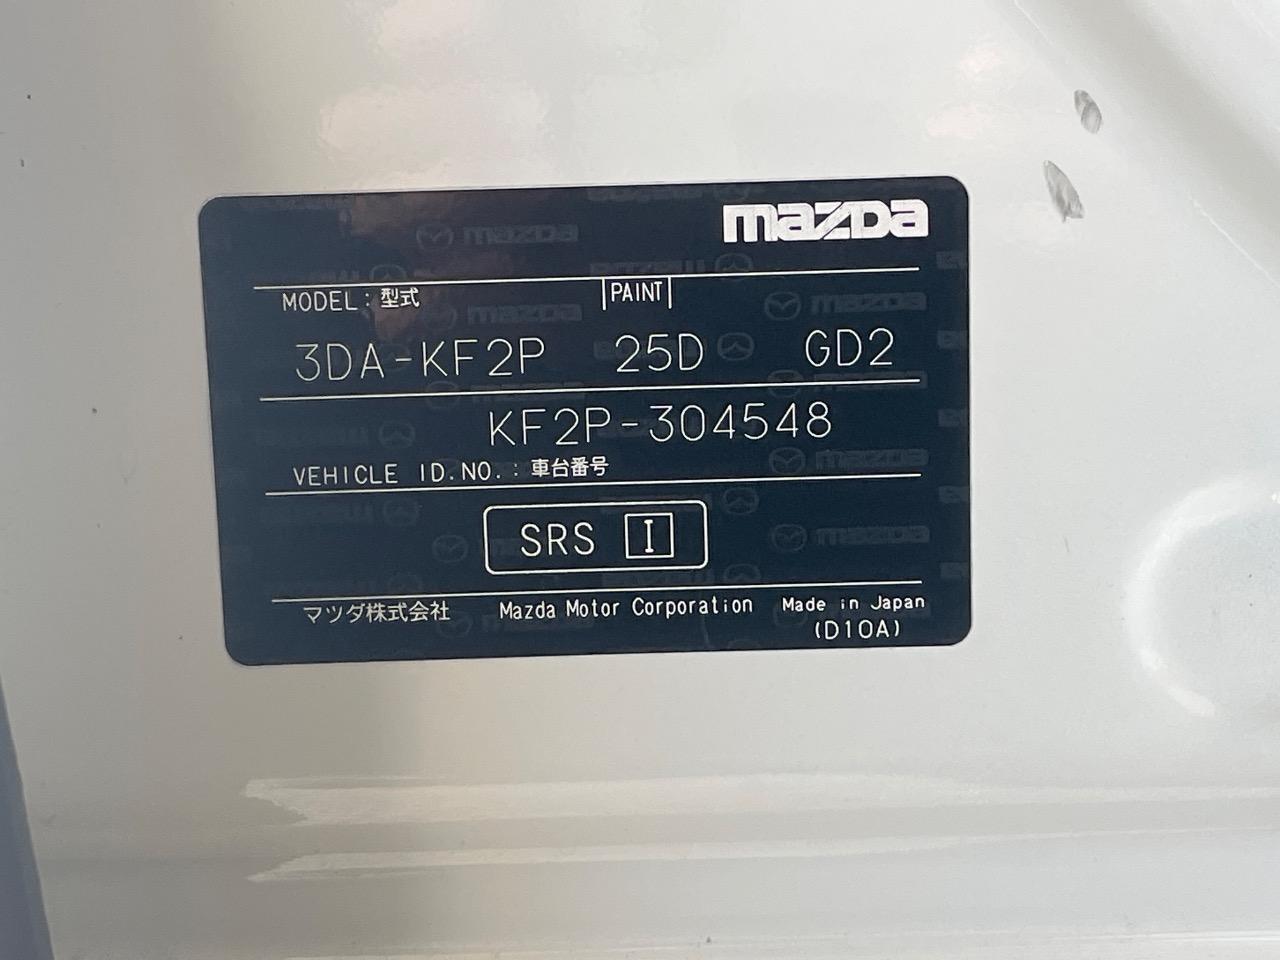 mazda
MODEL: 型式 |PAINT|
3DA-KF2P 25D GD2
KF2P-304548
VEHICLE ID.NO.: 車台番号
SRS I
マツダ株式会社 Mazda Motor Corporation Made in Japan
(D10A)